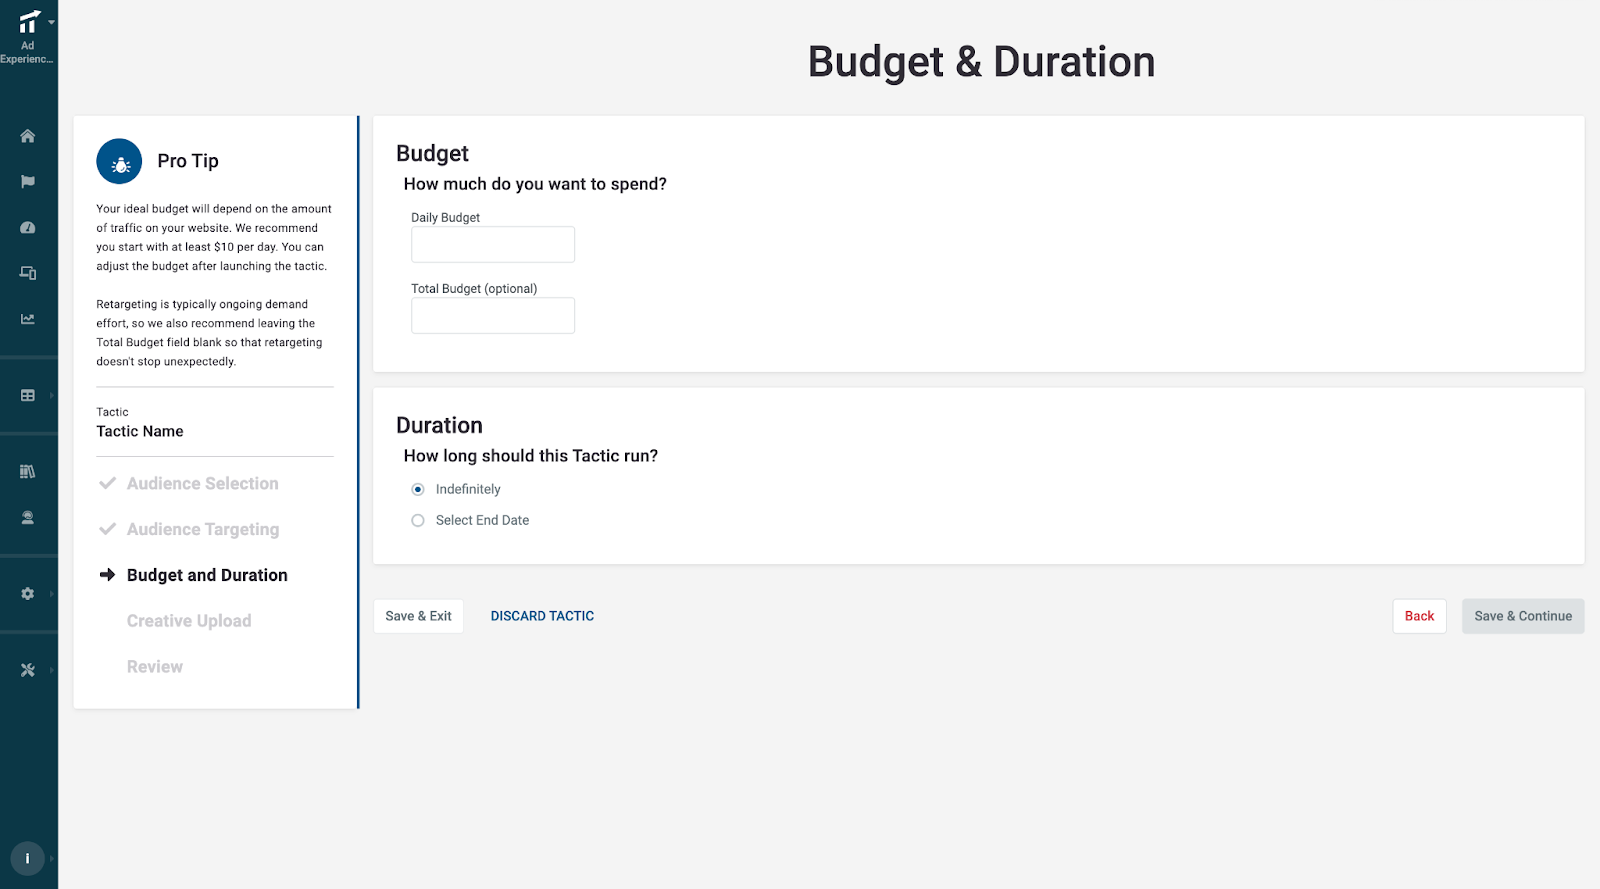 Ad
Experienc...
Budget & Duration
Pro Tip
Your ideal budget will depend on the amount
of traffic on your website. We recommend
you start with at least $10 per day. You can
adjust the budget after launching the tactic.
Retargeting is typically ongoing demand
effort, so we also recommend leaving the
Total Budget field blank so that retargeting
doesn't stop unexpectedly.
Tactic
Tactic Name
Audience Selection
Audience Targeting
Budget and Duration
Creative Upload
Review
Budget
How much do you want to spend?
Daily Budget
Total Budget (optional)
Duration
How long should this Tactic run?
Indefinitely
Select End Date
Save & Exit
DISCARD TACTIC
Back
Save & Continue
i